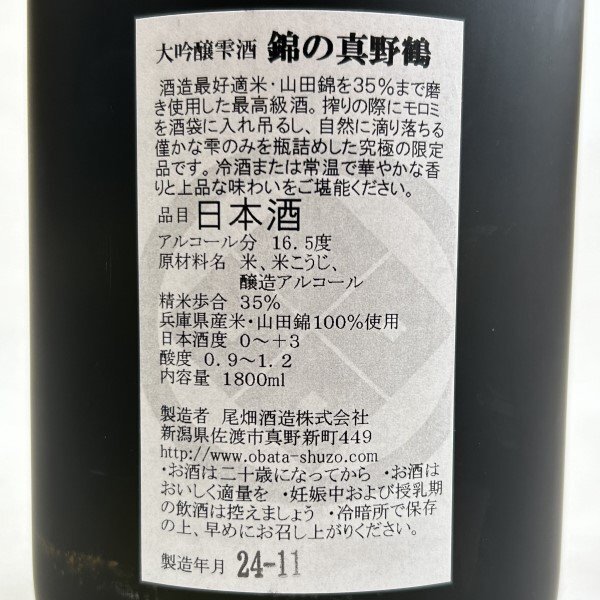 大吟醸雫酒 錦の真野鶴
酒造最好適米・山田錦を35%まで磨
き使用した最高級酒。搾りの際にモロミ
を酒袋に入れ吊るし、自然に滴り落ちる
僅かな雫のみを瓶詰めした究極の限定
品です。冷酒または常温で華やかな香
りと上品な味わいをご堪能ください。
品目 日本酒
アルコール分 16.5度
原材料名 米、米こうじ、
醸造アルコール
精米歩合 35%
兵庫県産米・山田錦100%使用
日本酒度 0～+3
酸度 0.9～1.2
内容量 1800ml
製造者 尾畑酒造株式会社
新潟県佐渡市真野新町449
http://www.obata-shuzo.com
・お酒は二十歳になってから ・お酒は
おいしく適量を ・妊娠中および授乳期
の飲酒は控えましょう ・冷暗所で保存
の上、早めにお召し上がりください。
製造年月 24-11